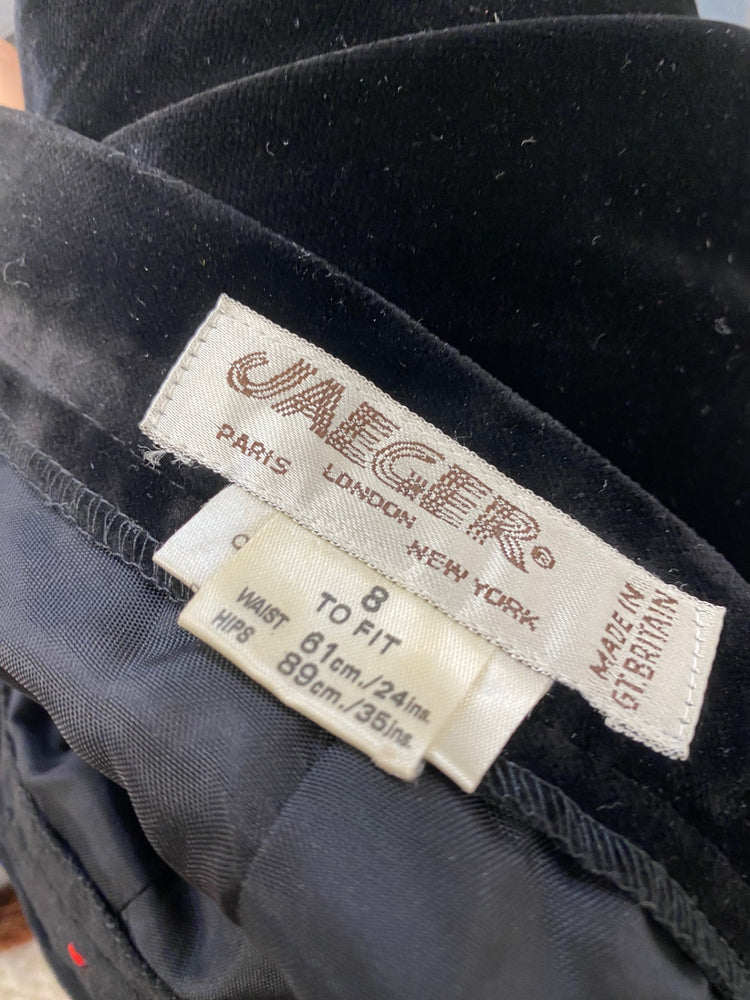 JAEGER®
PARIS LONDON NEW YORK
MADE IN
GT.BRITAIN
8
TO FIT
WAIST 61cm./24ins.
HIPS 89cm./35ins.